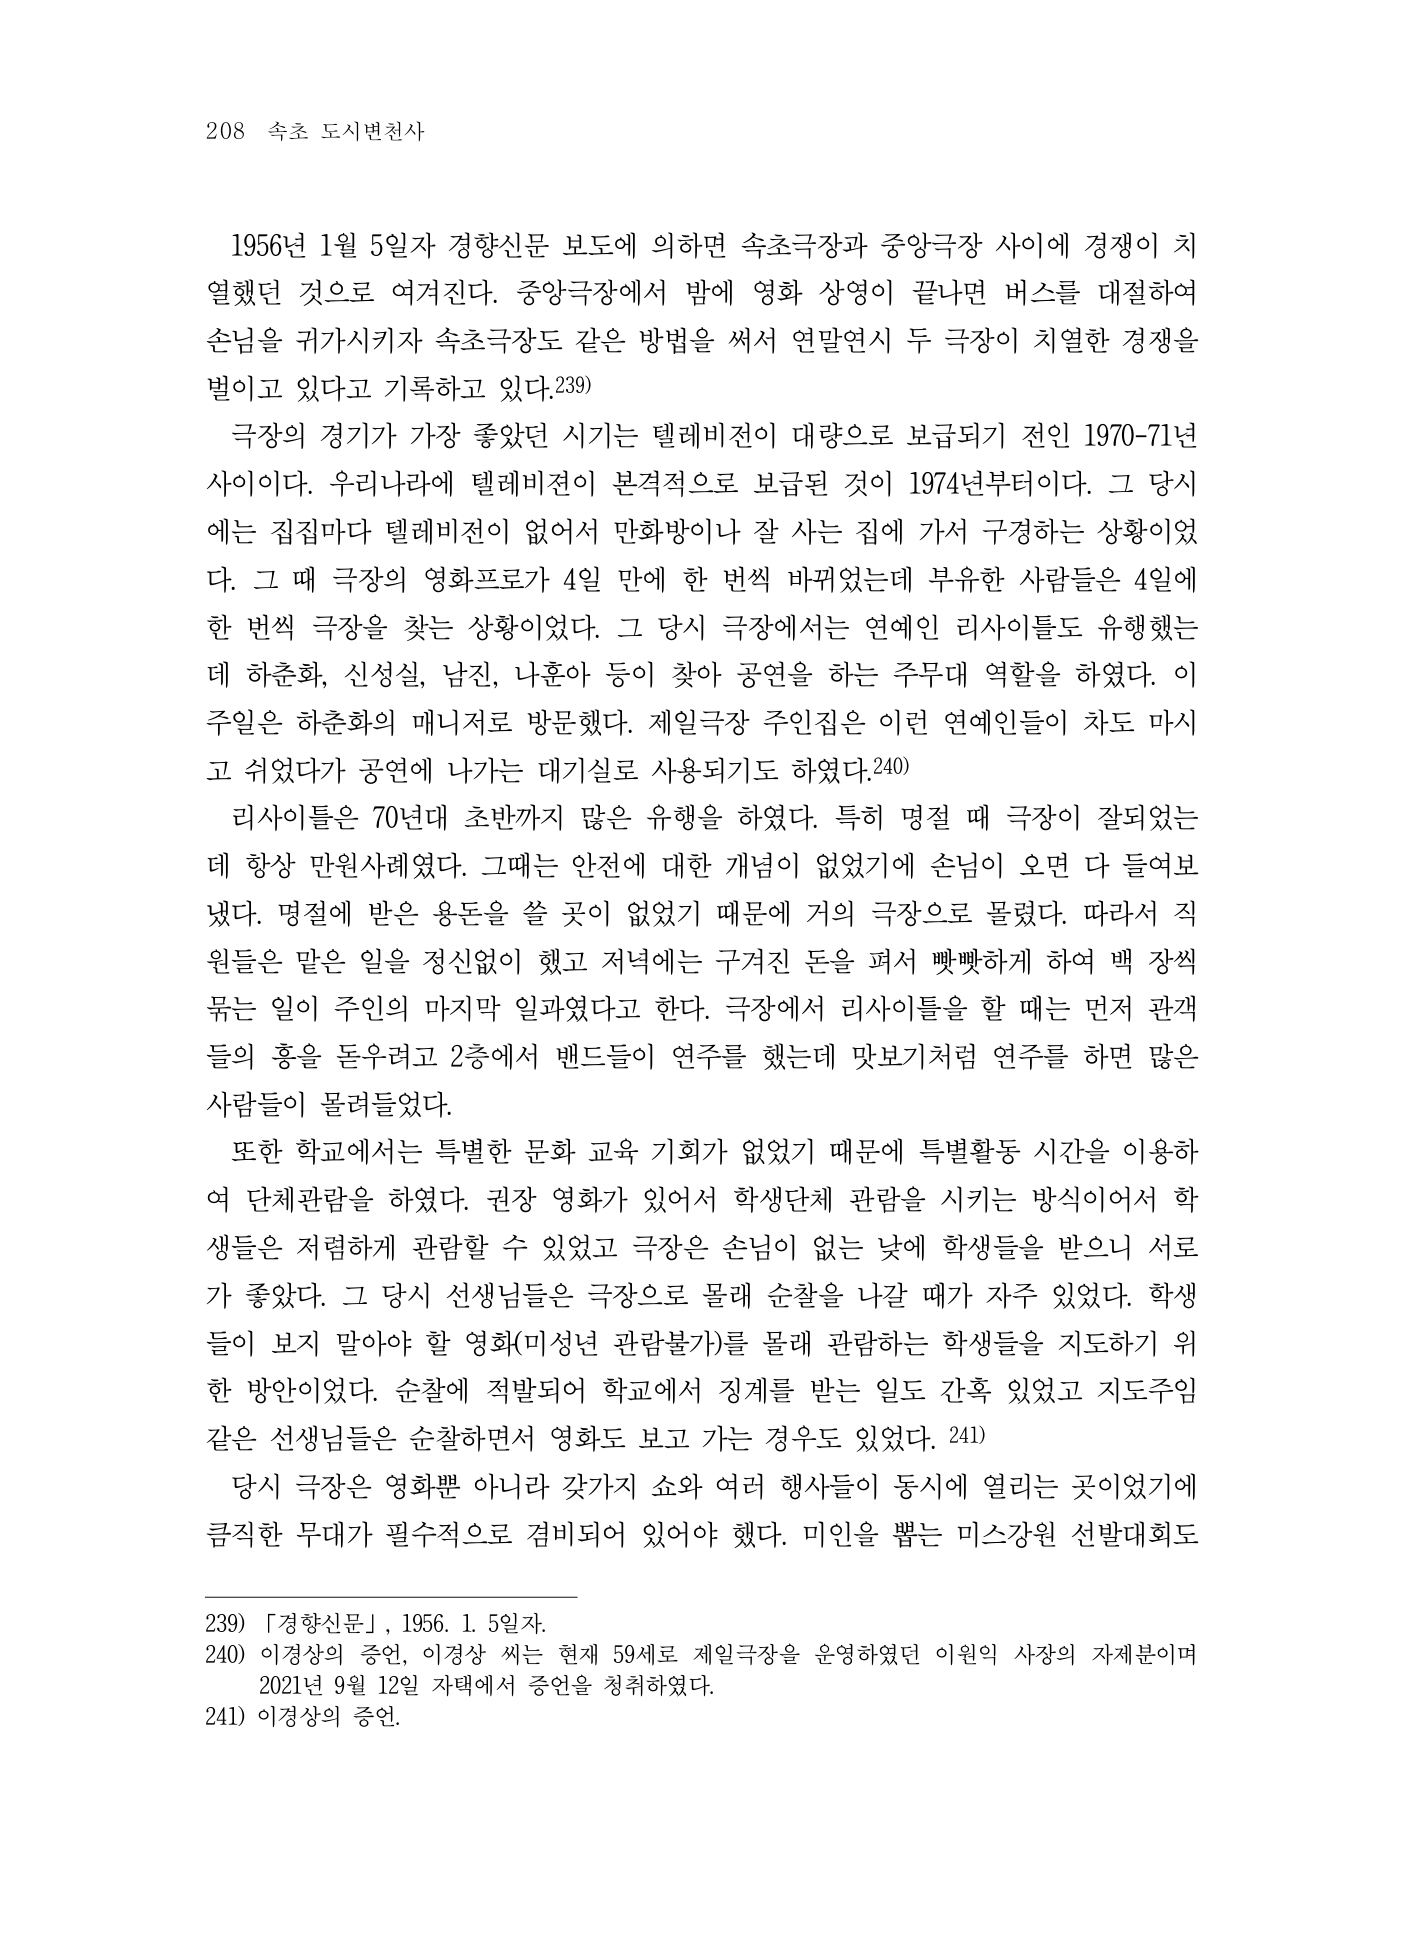 208 속초 도시변천사
1956년 1월 5일자 경향신문 보도에 의하면 속초극장과 중앙극장 사이에 경쟁이 치
열했던 것으로 여겨진다. 중앙극장에서 밤에 영화 상영이 끝나면 버스를 대절하여
손님을 귀가시키자 속초극장도 같은 방법을 써서 연말연시 두 극장이 치열한 경쟁을
벌이고 있다고 기록하고 있다.239)
극장의 경기가 가장 좋았던 시기는 텔레비전이 대량으로 보급되기 전인 1970-71년
사이이다. 우리나라에 텔레비젼이 본격적으로 보급된 것이 1974년부터이다. 그 당시
에는 집집마다 텔레비전이 없어서 만화방이나 잘 사는 집에 가서 구경하는 상황이었
다. 그 때 극장의 영화프로가 4일 만에 한 번씩 바뀌었는데 부유한 사람들은 4일에
한 번씩 극장을 찾는 상황이었다. 그 당시 극장에서는 연예인 리사이틀도 유행했는
데 하춘화, 신성실, 남진, 나훈아 등이 찾아 공연을 하는 주무대 역할을 하였다. 이
주일은 하춘화의 매니저로 방문했다. 제일극장 주인집은 이런 연예인들이 차도 마시
고 쉬었다가 공연에 나가는 대기실로 사용되기도 하였다.240)
리사이틀은 70년대 초반까지 많은 유행을 하였다. 특히 명절 때 극장이 잘되었는
데 항상 만원사례였다. 그때는 안전에 대한 개념이 없었기에 손님이 오면 다 들여보
냈다. 명절에 받은 용돈을 쓸 곳이 없었기 때문에 거의 극장으로 몰렸다. 따라서 직
원들은 맡은 일을 정신없이 했고 저녁에는 구겨진 돈을 펴서 빳빳하게 하여 백 장씩
묶는 일이 주인의 마지막 일과였다고 한다. 극장에서 리사이틀을 할 때는 먼저 관객
들의 흥을 돋우려고 2층에서 밴드들이 연주를 했는데 맛보기처럼 연주를 하면 많은
사람들이 몰려들었다.
또한 학교에서는 특별한 문화 교육 기회가 없었기 때문에 특별활동 시간을 이용하
여 단체관람을 하였다. 권장 영화가 있어서 학생단체 관람을 시키는 방식이어서 학
생들은 저렴하게 관람할 수 있었고 극장은 손님이 없는 낮에 학생들을 받으니 서로
가 좋았다. 그 당시 선생님들은 극장으로 몰래 순찰을 나갈 때가 자주 있었다. 학생
들이 보지 말아야 할 영화(미성년 관람불가)를 몰래 관람하는 학생들을 지도하기 위
한 방안이었다. 순찰에 적발되어 학교에서 징계를 받는 일도 간혹 있었고 지도주임
같은 선생님들은 순찰하면서 영화도 보고 가는 경우도 있었다. 241)
당시 극장은 영화뿐 아니라 갖가지 쇼와 여러 행사들이 동시에 열리는 곳이었기에
큼직한 무대가 필수적으로 겸비되어 있어야 했다. 미인을 뽑는 미스강원 선발대회도
239) 「경향신문」, 1956. 1. 5일자.
240) 이경상의 증언, 이경상 씨는 현재 59세로 제일극장을 운영하였던 이원익 사장의 자제분이며
2021년 9월 12일 자택에서 증언을 청취하였다.
241) 이경상의 증언.